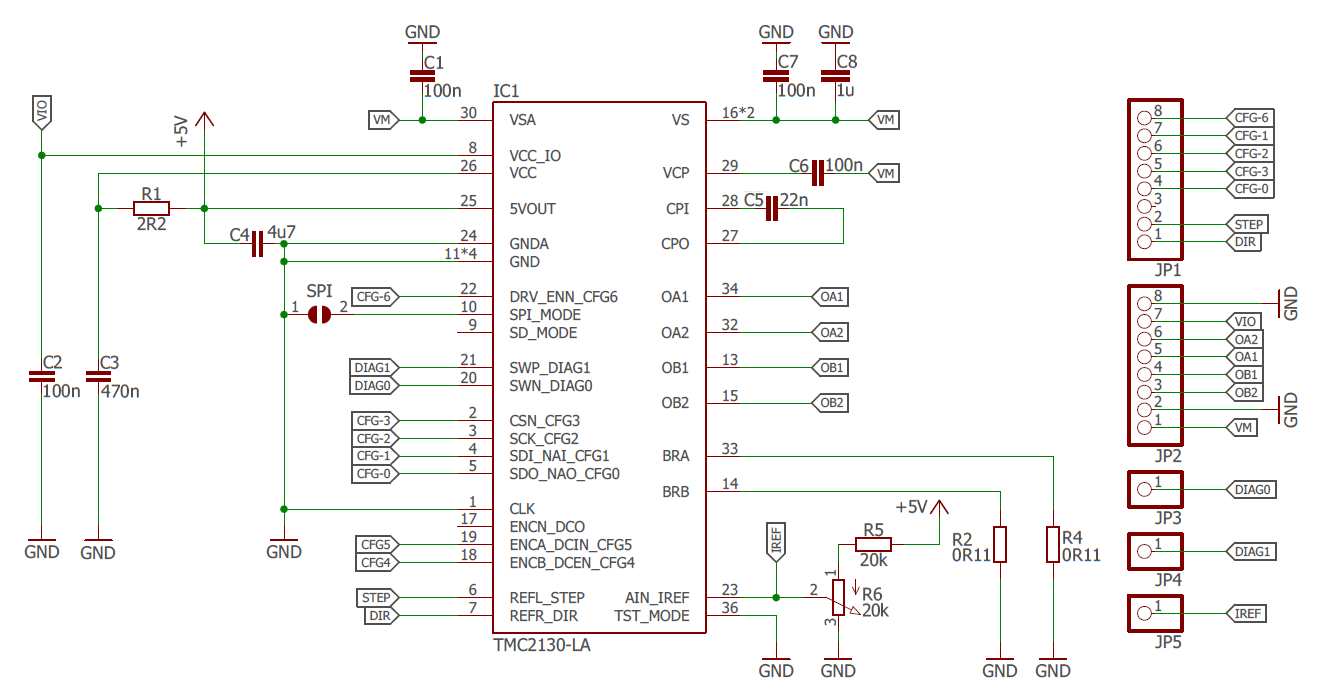 GND
C1
100n
IC1
VM
30
VSA
VIO
+5V
8
VCC_IO
26
VCC
R1
2R2
25
5VOUT
C4
4u7
24
GNDA
11*4
GND
SPI
1
2
CFG-6
22
DRV_ENN_CFG6
10
SPI_MODE
9
SD_MODE
C2
100n
C3
470n
DIAG1
21
SWP_DIAG1
DIAG0
20
SWN_DIAG0
CFG-3
2
CSN_CFG3
CFG-2
3
SCK_CFG2
CFG-1
4
SDI_NAI_CFG1
CFG-0
5
SDO_NAO_CFG0
1
CLK
17
ENCN_DCO
CFG5
19
ENCA_DCIN_CFG5
CFG4
18
ENCB_DCEN_CFG4
GND
GND
GND
STEP
6
REFL_STEP
DIR
7
REFR_DIR
TMC2130-LA
GND
GND
C7
100n
C8
1u
VS
16*2
VM
VCP
29
C6
100n
VM
CPI
28
C5
22n
CPO
27
OA1
34
OA1
OA2
32
OA2
OB1
13
OB1
OB2
15
OB2
BRA
33
BRB
14
+5V
IREF
R5
20k
R2
0R11
R4
0R11
AIN_IREF
23
1
2
3
R6
20k
TST_MODE
36
GND
GND
GND
GND
8
CFG-6
7
CFG-1
6
CFG-2
5
CFG-3
4
CFG-0
3
2
STEP
1
DIR
JP1
8
GND
7
VIO
6
OA2
5
OA1
4
OB1
3
OB2
2
GND
1
VM
JP2
1
DIAG0
JP3
1
DIAG1
JP4
1
IREF
JP5